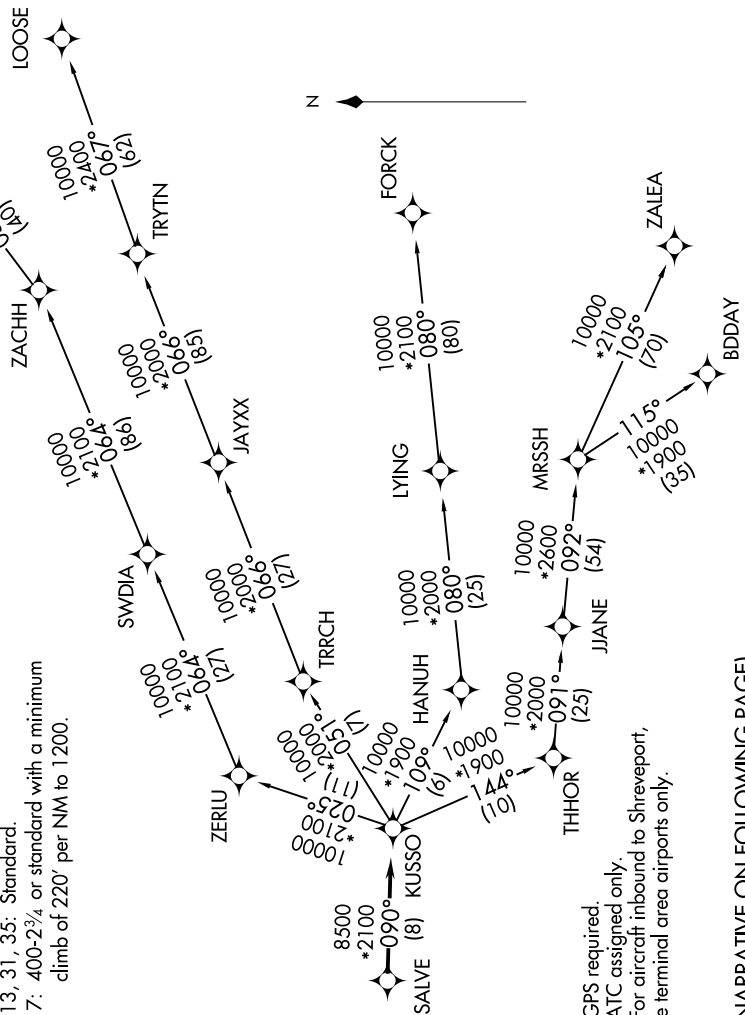 LOOSE
10000
*2400
067°
(62)
(40)
N
TRYTN
ZACHH
FORCK
10000
*2000
066°
(85)
ZALEA
10000
*2100
064°
(86)
10000
*2100
080°
(80)
10000
*2100
105°
(70)
BDDAY
JAYXX
LYING
MRSSH
115°
10000
*1900
(35)
SWDIA
10000
*2000
066°
(27)
10000
*2000
080°
(25)
10000
*2600
092°
(54)
JJANE
13, 31, 35: Standard.
7: 400-2¾ or standard with a minimum
climb of 220' per NM to 1200.
10000
*2100
064°
(27)
TRRCH
HANUH
10000
*2000
091°
(25)
ZERLU
10000
*2000
051°
(7)
10000
*2100
025°
(11)
10000
*1900
109°
(6)
10000
*1900
144°
(10)
THHOR
KUSSO
8500
*2100
090°
(8)
SALVE
GPS required.
ATC assigned only.
For aircraft inbound to Shreveport,
e terminal area airports only.
NARRATIVE ON FOLLOWING PAGE)